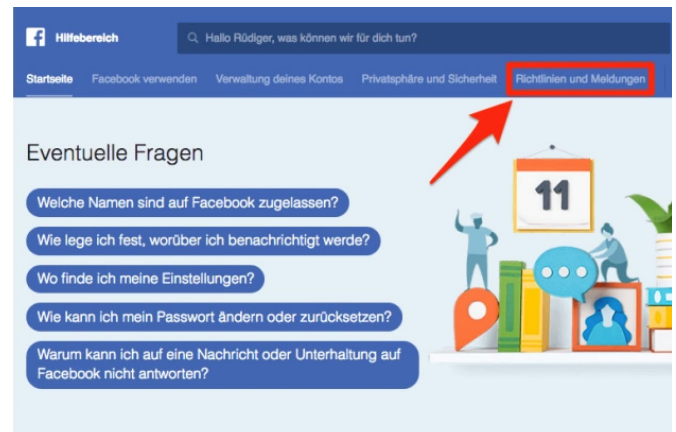 Hilfebereich
Hallo Rüdiger, was können wir für dich tun?
Startseite Facebook verwenden Verwaltung deines Kontos Privatsphäre und Sicherheit Richtlinien und Meldungen
Eventuelle Fragen
Welche Namen sind auf Facebook zugelassen?
Wie lege ich fest, worüber ich benachrichtigt werde?
Wo finde ich meine Einstellungen?
Wie kann ich mein Passwort ändern oder zurücksetzen?
Warum kann ich auf eine Nachricht oder Unterhaltung auf
Facebook nicht antworten?
11